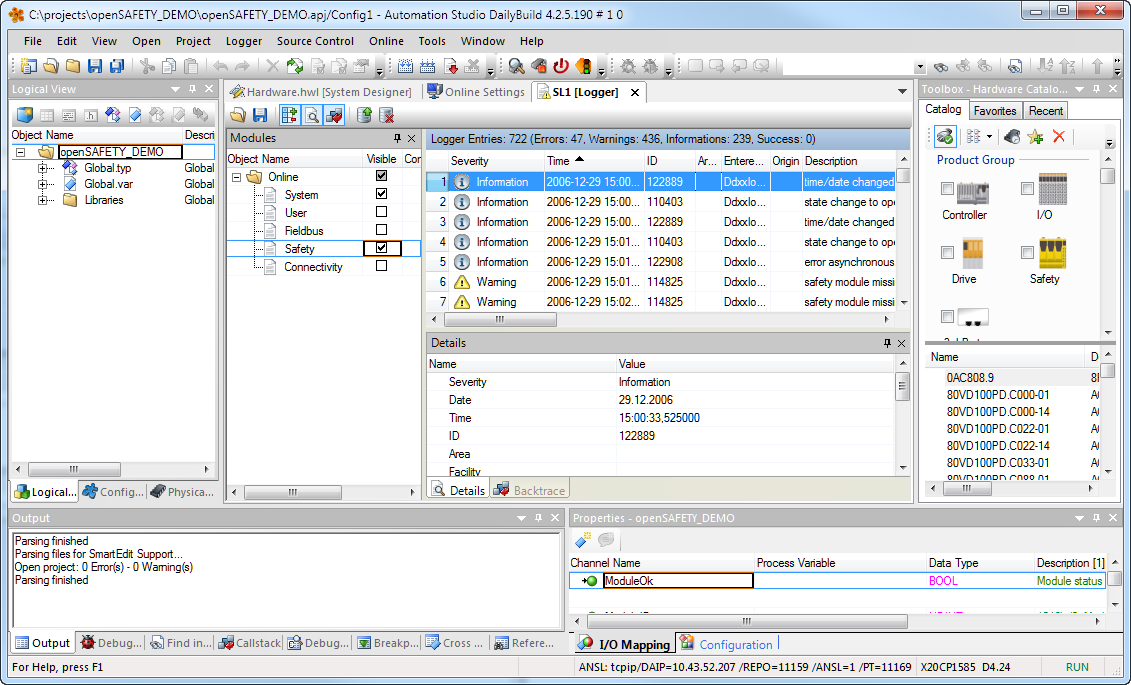 C:\projects\openSAFETY_DEMO\openSAFETY_DEMO.apj/Config1 - Automation Studio DailyBuild 4.2.5.190 # 1 0
File Edit View Open Project Logger Source Control Online Tools Window Help
Logical View
Object Name Descri
openSAFETY_DEMO
Global.typ Global
Global.var Global
Libraries Global
Logical... Config... Physica...
Hardware.hwl [System Designer] Online Settings SL1 [Logger]
Modules
Object Name Visible Cor
Online
System
User
Fieldbus
Safety
Connectivity
Logger Entries: 722 (Errors: 47, Warnings: 436, Informations: 239, Success: 0)
Severity Time ID Ar... Entere... Origin Description
1 Information 2006-12-29 15:00... 122889 Ddxxlo... time/date changed
2 Information 2006-12-29 15:00... 110403 Ddxxlo... state change to ope
3 Information 2006-12-29 15:00... 122889 Ddxxlo... time/date changed
4 Information 2006-12-29 15:01... 110403 Ddxxlo... state change to ope
5 Information 2006-12-29 15:01... 122908 Ddxxlo... error asynchronous
6 Warning 2006-12-29 15:01... 114825 Ddxxlo... safety module missi
7 Warning 2006-12-29 15:02... 114825 Ddxxlo... safety module missi
Details
Name Value
Severity Information
Date 29.12.2006
Time 15:00:33,525000
ID 122889
Area
Facility
Details Backtrace
Toolbox - Hardware Catalo...
Catalog Favorites Recent
Product Group
Controller I/O
Drive Safety
Name D
0AC808.9 8I
80VD100PD.C000-01 A(
80VD100PD.C000-14 A(
80VD100PD.C022-01 A(
80VD100PD.C022-14 A(
80VD100PD.C033-01 A(
80VD100PD.C088-01 A(
Output
Parsing finished
Parsing files for SmartEdit Support...
Open project: 0 Error(s) - 0 Warning(s)
Parsing finished
Output Debug... Find in... Callstack Debug... Breakp... Cross ... Refere...
Properties - openSAFETY_DEMO
Channel Name Process Variable Data Type Description [1]
ModuleOk BOOL Module status
I/O Mapping Configuration
For Help, press F1
ANSL: tcpip/DAIP=10.43.52.207 /REPO=11159 /ANSL=1 /PT=11169 X20CP1585 D4.24 RUN